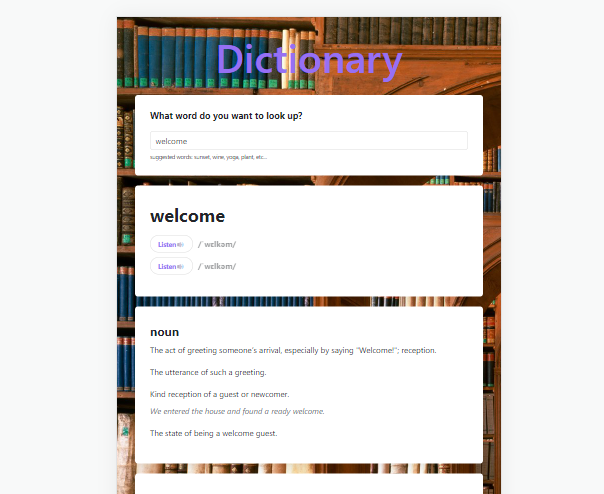 Dictionary
What word do you want to look up?
welcome
suggested words: sunset, wine, yoga, plant, etc...
welcome
Listen🔊 /ˈwɛlkəm/
Listen🔊 /ˈwɛlkəm/
noun
The act of greeting someone's arrival, especially by saying "Welcome!"; reception.
The utterance of such a greeting.
Kind reception of a guest or newcomer.
We entered the house and found a ready welcome.
The state of being a welcome guest.